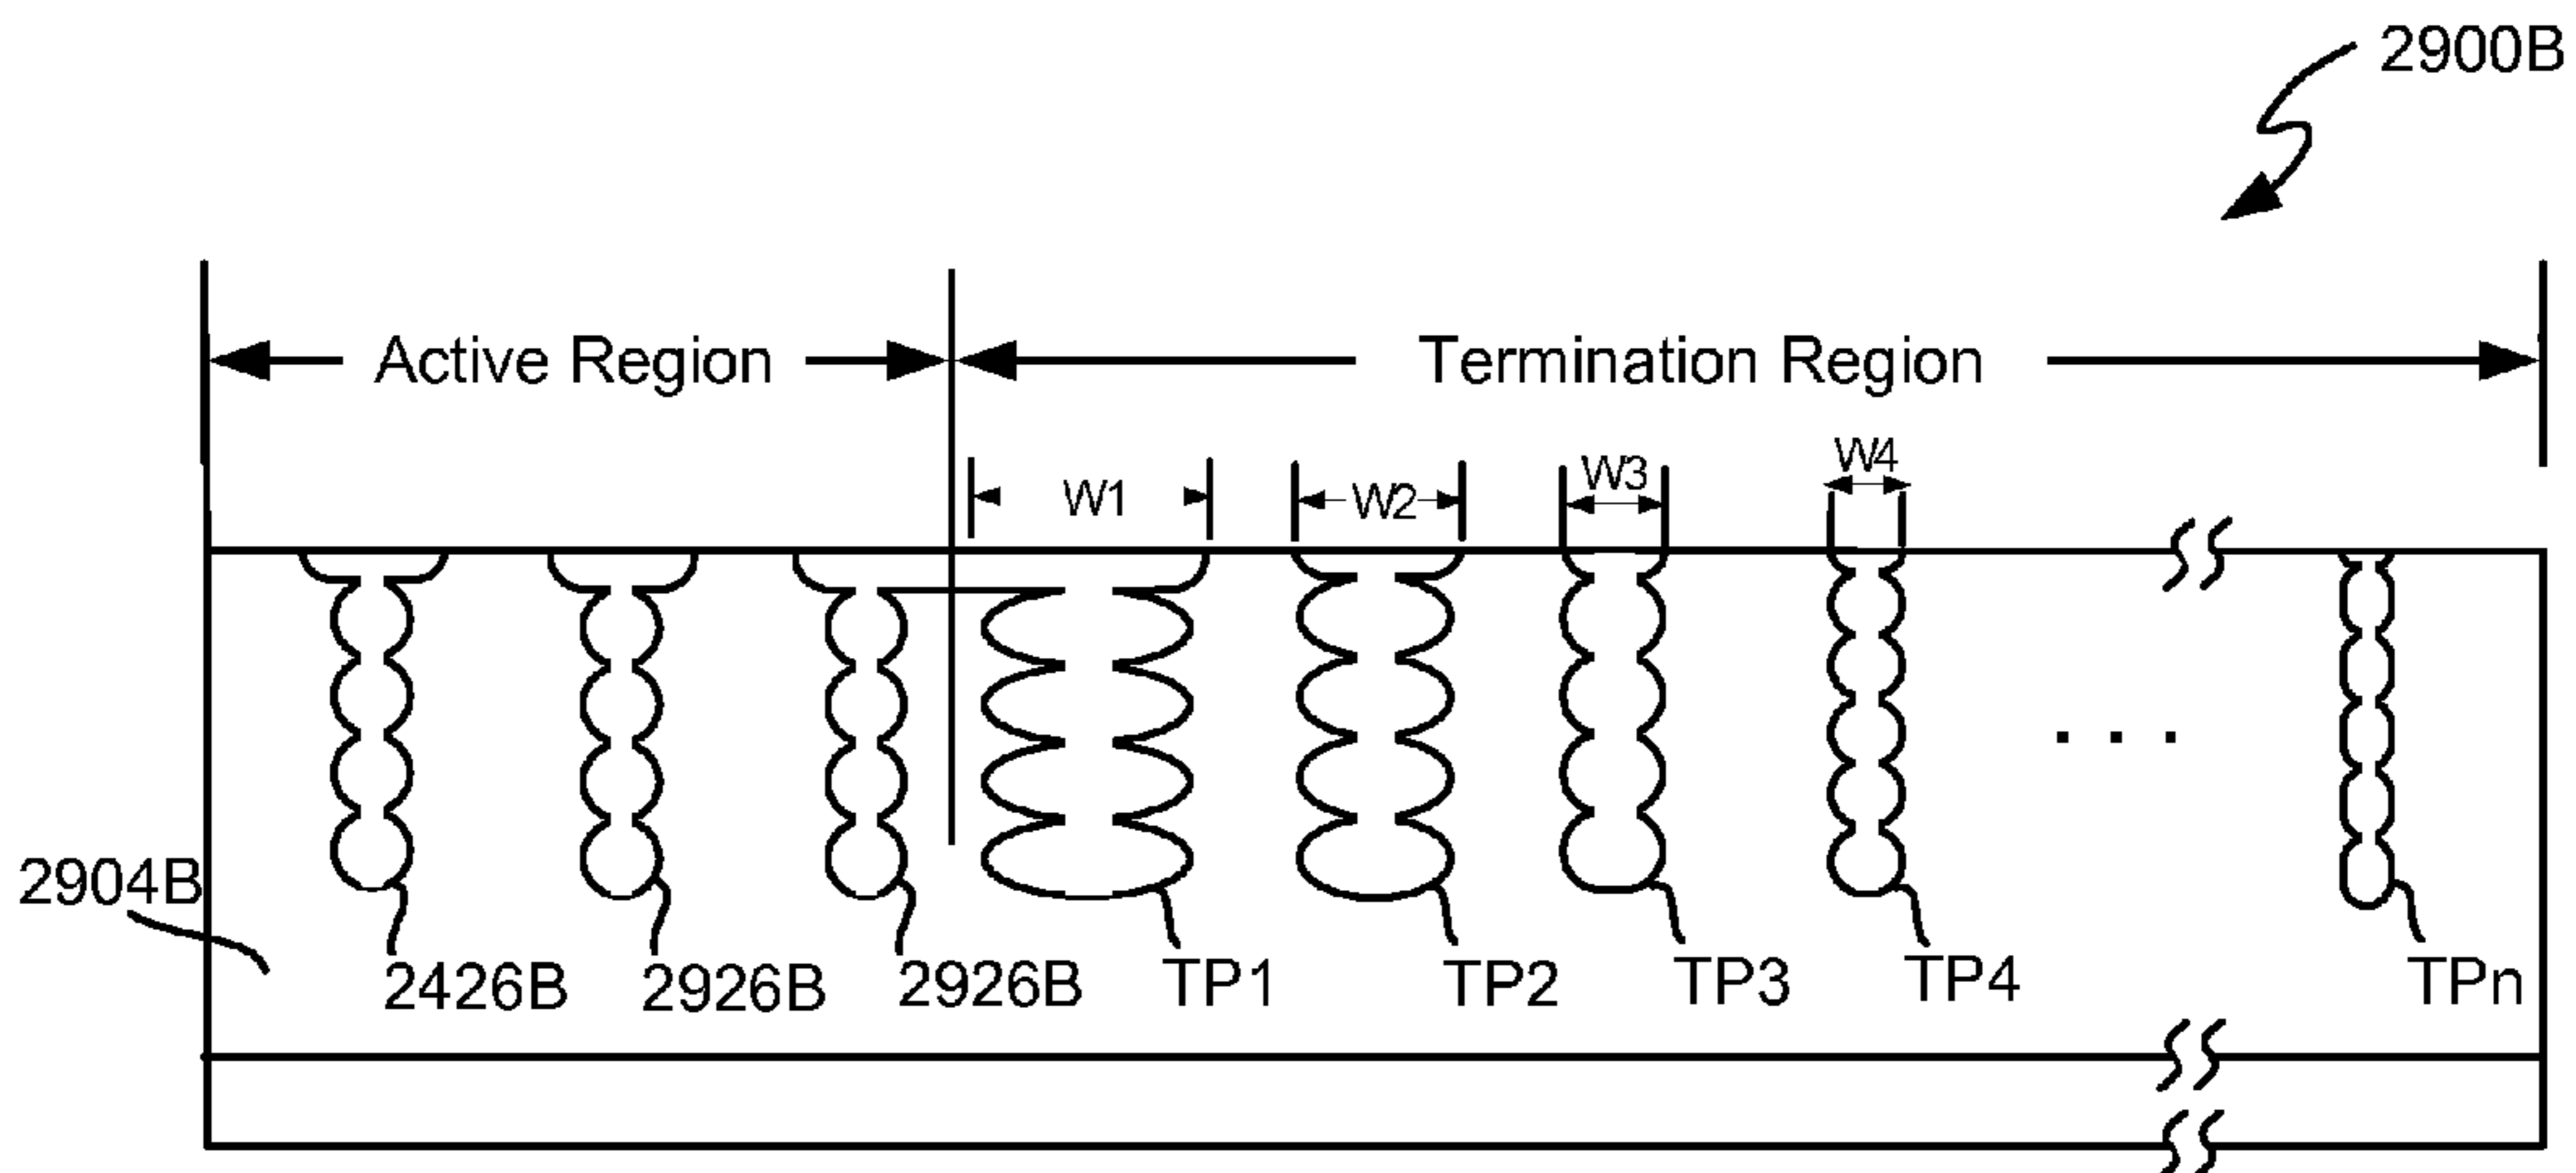 2900B
Active Region
Termination Region
W1
W2
W3
W4
. . .
2904B
2426B
2926B
2926B
TP1
TP2
TP3
TP4
TPn